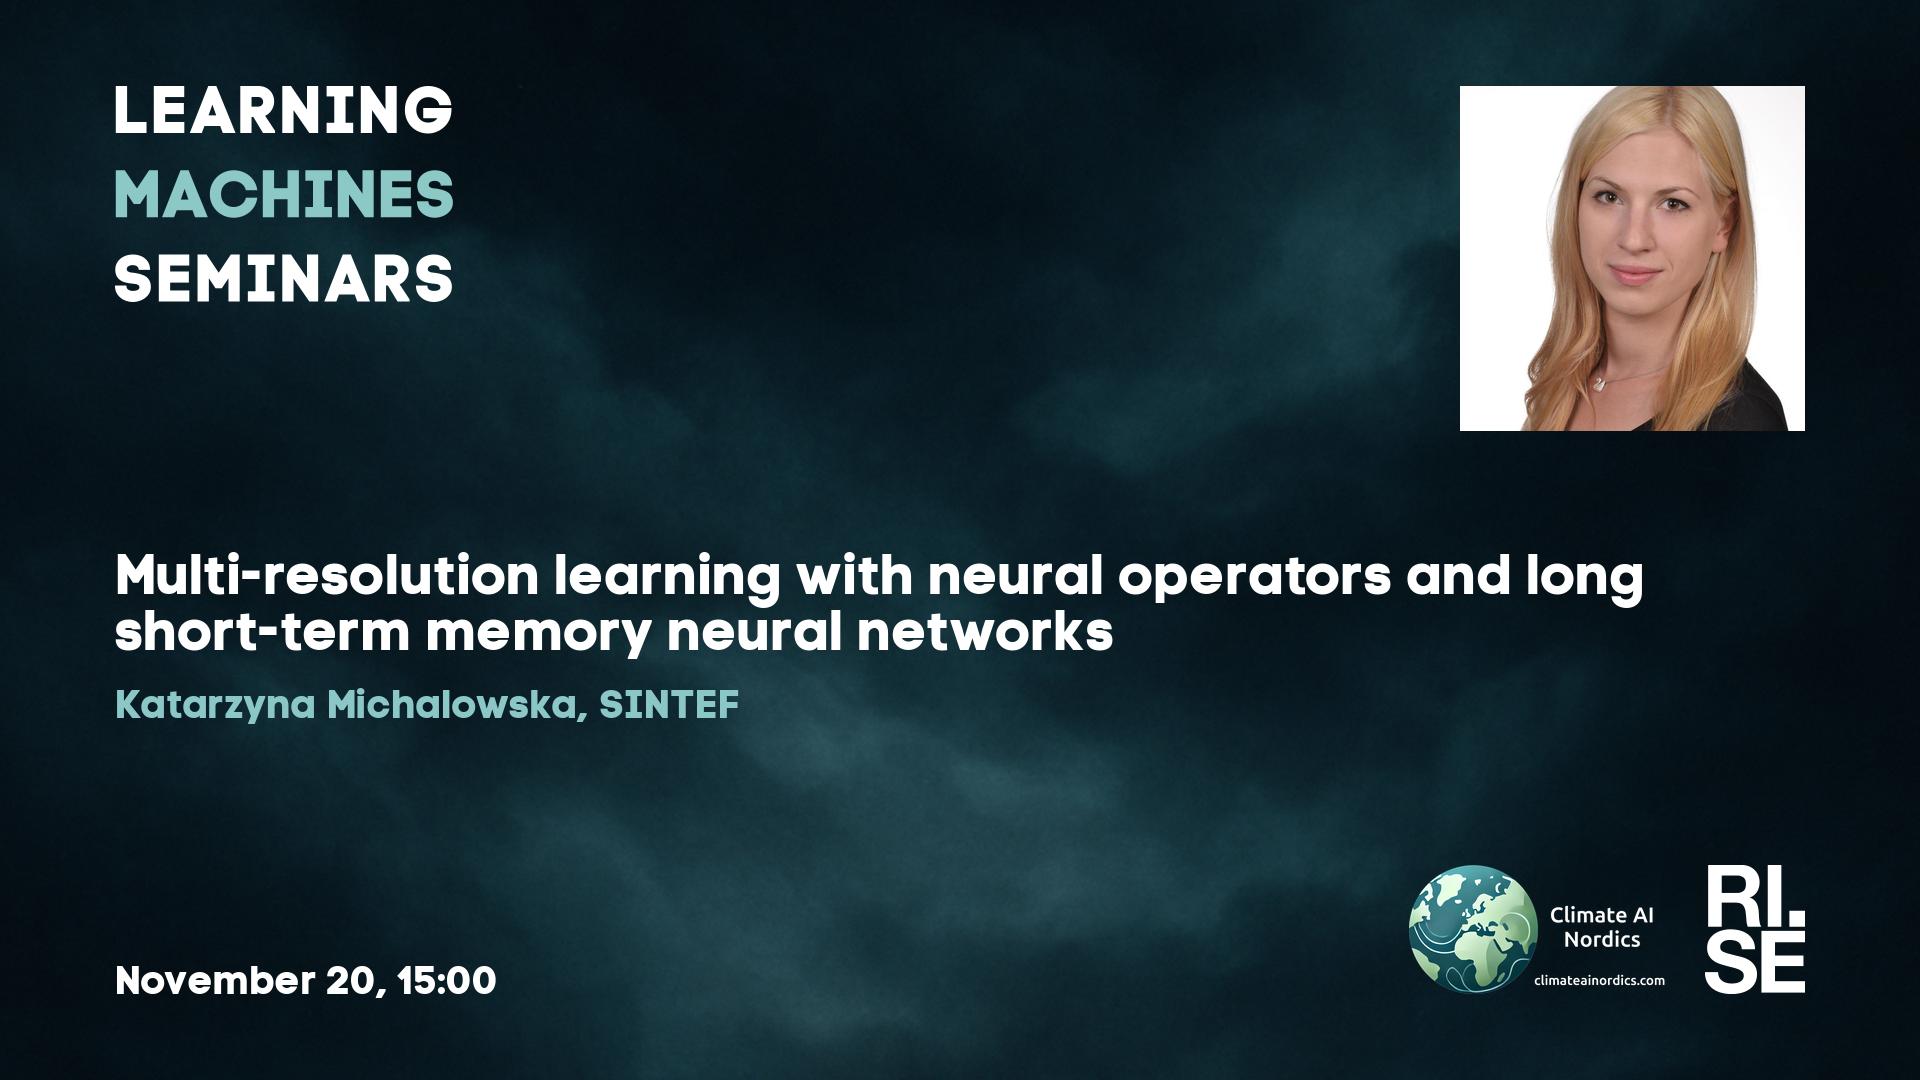 LEARNING
MACHINES
SEMINARS
Multi-resolution learning with neural operators and long
short-term memory neural networks
Katarzyna Michalowska, SINTEF
November 20, 15:00
Climate AI
Nordics
climateainordics.com
RI.
SE